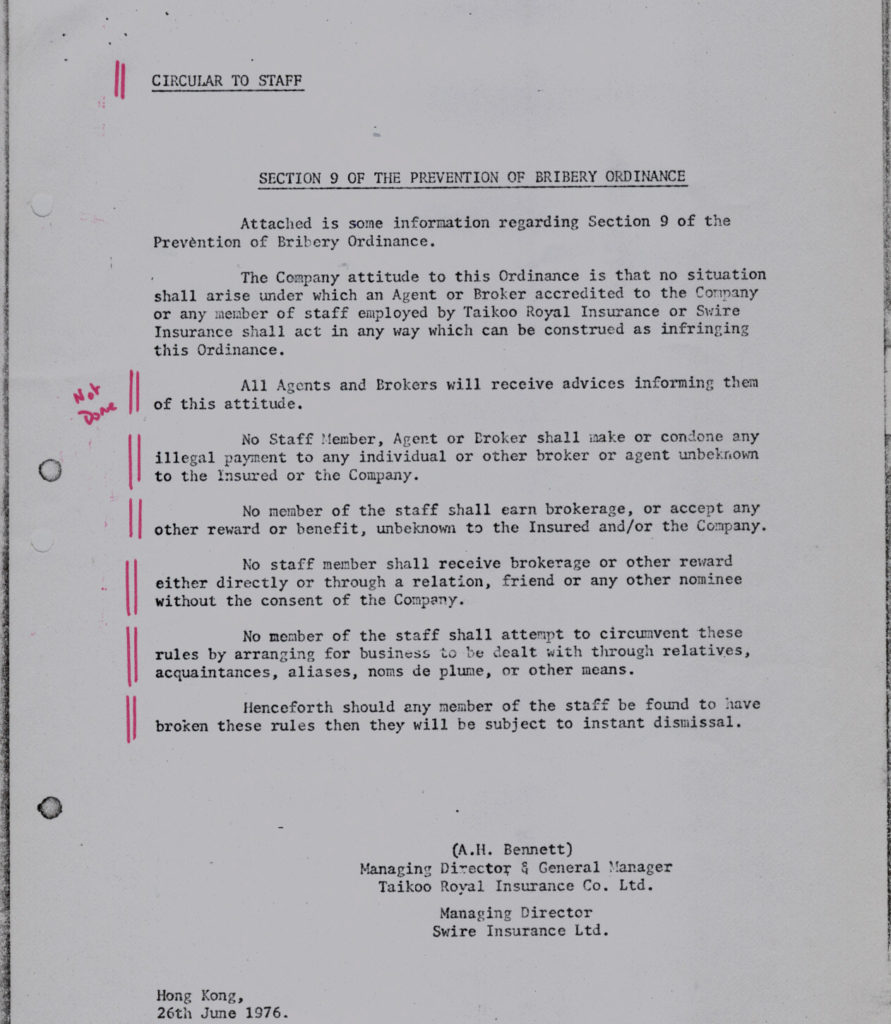 CIRCULAR TO STAFF
SECTION 9 OF THE PREVENTION OF BRIBERY ORDINANCE
Attached is some information regarding Section 9 of the
Prevention of Bribery Ordinance.
The Company attitude to this Ordinance is that no situation
shall arise under which an Agent or Broker accredited to the Company
or any member of staff employed by Taikoo Royal Insurance or Swire
Insurance shall act in any way which can be construed as infringing
this Ordinance.
Not
Done
All Agents and Brokers will receive advices informing them
of this attitude.
No Staff Member, Agent or Broker shall make or condone any
illegal payment to any individual or other broker or agent unbeknown
to the Insured or the Company.
No member of the staff shall earn brokerage, or accept any
other reward or benefit, unbeknown to the Insured and/or the Company.
No staff member shall receive brokerage or other reward
either directly or through a relation, friend or any other nominee
without the consent of the Company.
No member of the staff shall attempt to circumvent these
rules by arranging for business to be dealt with through relatives,
acquaintances, aliases, noms de plume, or other means.
Henceforth should any member of the staff be found to have
broken these rules then they will be subject to instant dismissal.
(A.H. Bennett)
Managing Director & General Manager
Taikoo Royal Insurance Co. Ltd.
Managing Director
Swire Insurance Ltd.
Hong Kong,
26th June 1976.